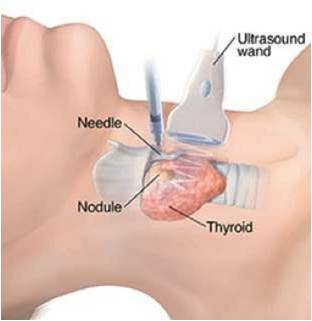 Ultrasound
wand
Needle
Nodule
Thyroid